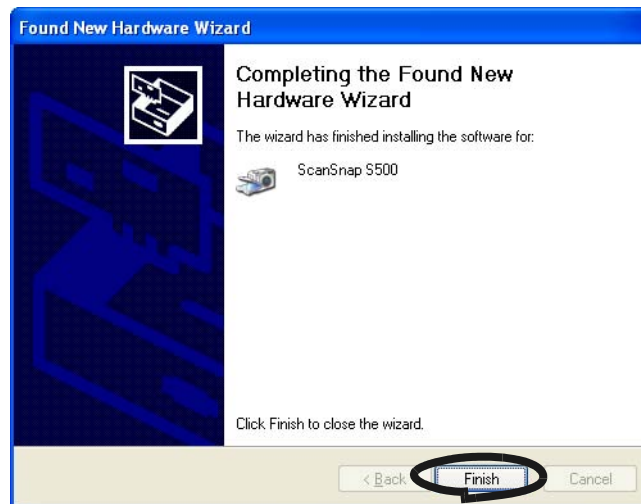 Found New Hardware Wizard
Completing the Found New
Hardware Wizard
The wizard has finished installing the software for:
ScanSnap S500
Click Finish to close the wizard.
< Back
Finish
Cancel